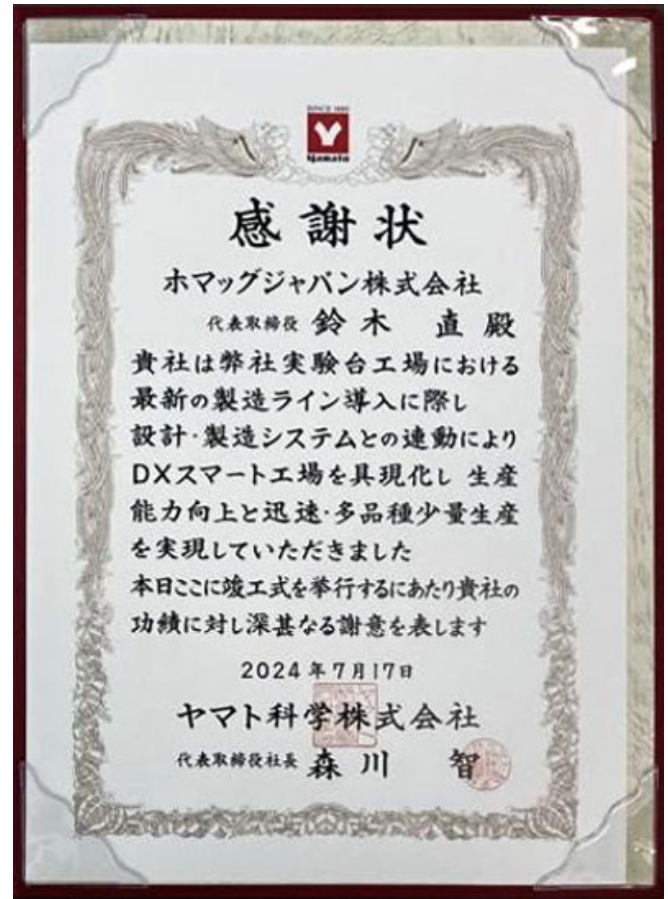 SINCE 1889
Yamato
感謝状
ホマッグジャパン株式会社
代表取締役 鈴木 直 殿
貴社は弊社実験台工場における
最新の製造ライン導入に際し
設計・製造システムとの連動により
DXスマート工場を具現化し 生産
能力向上と迅速・多品種少量生産
を実現していただきました
本日ここに竣工式を挙行するにあたり貴社の
功績に対し深甚なる謝意を表します
2024年7月17日
ヤマト科学株式会社
代表取締役社長 森川 智